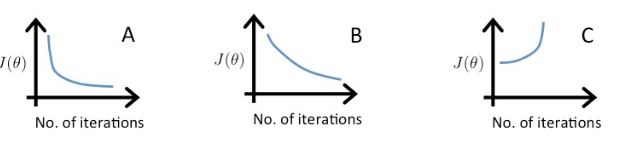 A
J(θ)
No. of iterations
B
J(θ)
No. of iterations
C
J(θ)
No. of iterations